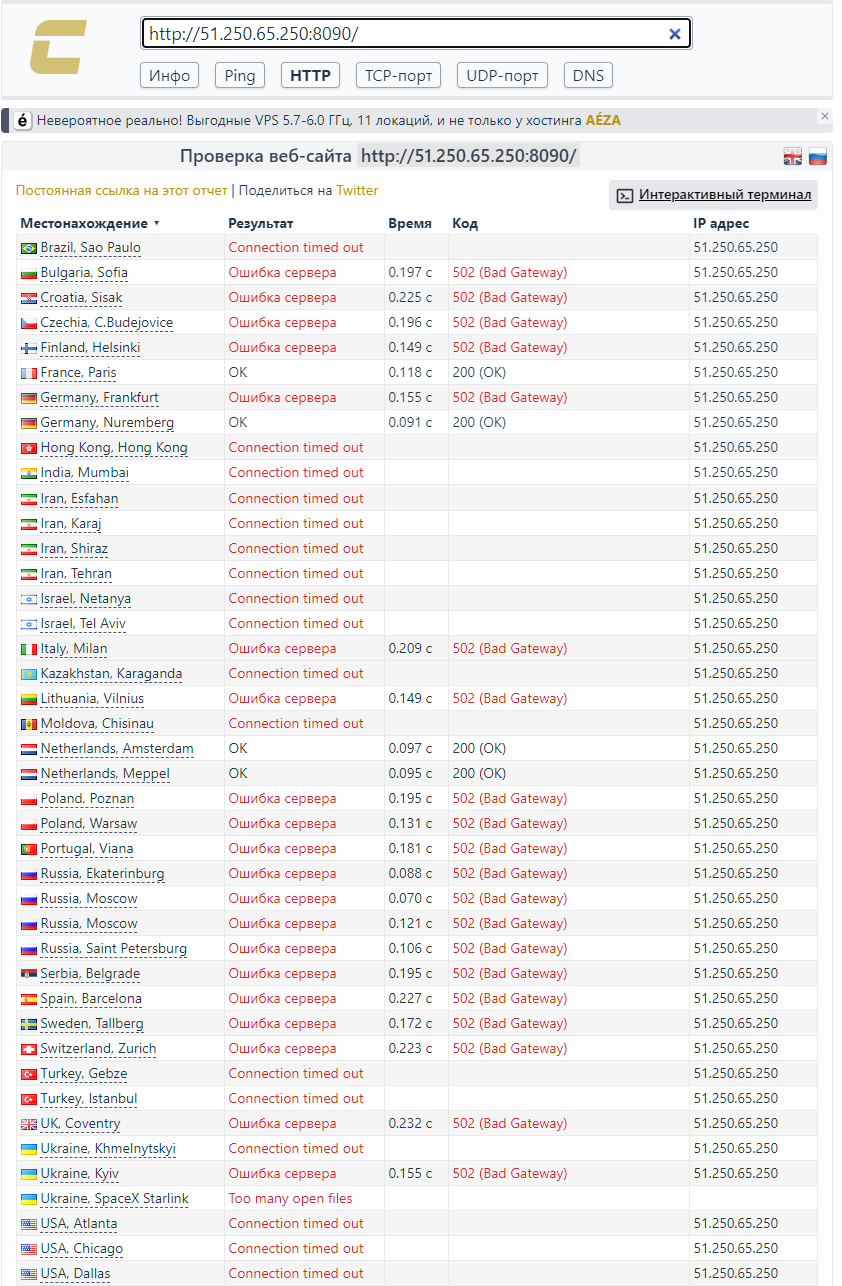 http://51.250.65.250:8090/
Инфо Ping HTTP TCP-порт UDP-порт DNS
é Невероятное реально! Выгодные VPS 5.7-6.0 ГГц, 11 локаций, и не только у хостинга AÉZA
Проверка веб-сайта http://51.250.65.250:8090/
Постоянная ссылка на этот отчет | Поделиться на Twitter
Интерактивный терминал
Местонахождение Результат Время Код IP адрес
Brazil, Sao Paulo Connection timed out 51.250.65.250
Bulgaria, Sofia Ошибка сервера 0.197 с 502 (Bad Gateway) 51.250.65.250
Croatia, Sisak Ошибка сервера 0.225 с 502 (Bad Gateway) 51.250.65.250
Czechia, C.Budejovice Ошибка сервера 0.196 с 502 (Bad Gateway) 51.250.65.250
Finland, Helsinki Ошибка сервера 0.149 с 502 (Bad Gateway) 51.250.65.250
France, Paris OK 0.118 с 200 (OK) 51.250.65.250
Germany, Frankfurt Ошибка сервера 0.155 с 502 (Bad Gateway) 51.250.65.250
Germany, Nuremberg OK 0.091 с 200 (OK) 51.250.65.250
Hong Kong, Hong Kong Connection timed out 51.250.65.250
India, Mumbai Connection timed out 51.250.65.250
Iran, Esfahan Connection timed out 51.250.65.250
Iran, Karaj Connection timed out 51.250.65.250
Iran, Shiraz Connection timed out 51.250.65.250
Iran, Tehran Connection timed out 51.250.65.250
Israel, Netanya Connection timed out 51.250.65.250
Israel, Tel Aviv Connection timed out 51.250.65.250
Italy, Milan Ошибка сервера 0.209 с 502 (Bad Gateway) 51.250.65.250
Kazakhstan, Karaganda Connection timed out 51.250.65.250
Lithuania, Vilnius Ошибка сервера 0.149 с 502 (Bad Gateway) 51.250.65.250
Moldova, Chisinau Connection timed out 51.250.65.250
Netherlands, Amsterdam OK 0.097 с 200 (OK) 51.250.65.250
Netherlands, Meppel OK 0.095 с 200 (OK) 51.250.65.250
Poland, Poznan Ошибка сервера 0.195 с 502 (Bad Gateway) 51.250.65.250
Poland, Warsaw Ошибка сервера 0.131 с 502 (Bad Gateway) 51.250.65.250
Portugal, Viana Ошибка сервера 0.181 с 502 (Bad Gateway) 51.250.65.250
Russia, Ekaterinburg Ошибка сервера 0.088 с 502 (Bad Gateway) 51.250.65.250
Russia, Moscow Ошибка сервера 0.070 с 502 (Bad Gateway) 51.250.65.250
Russia, Moscow Ошибка сервера 0.121 с 502 (Bad Gateway) 51.250.65.250
Russia, Saint Petersburg Ошибка сервера 0.106 с 502 (Bad Gateway) 51.250.65.250
Serbia, Belgrade Ошибка сервера 0.195 с 502 (Bad Gateway) 51.250.65.250
Spain, Barcelona Ошибка сервера 0.227 с 502 (Bad Gateway) 51.250.65.250
Sweden, Tallberg Ошибка сервера 0.172 с 502 (Bad Gateway) 51.250.65.250
Switzerland, Zurich Ошибка сервера 0.223 с 502 (Bad Gateway) 51.250.65.250
Turkey, Gebze Connection timed out 51.250.65.250
Turkey, Istanbul Connection timed out 51.250.65.250
UK, Coventry Ошибка сервера 0.232 с 502 (Bad Gateway) 51.250.65.250
Ukraine, Khmelnytskyi Connection timed out 51.250.65.250
Ukraine, Kyiv Ошибка сервера 0.155 с 502 (Bad Gateway) 51.250.65.250
Ukraine, SpaceX Starlink Too many open files
USA, Atlanta Connection timed out 51.250.65.250
USA, Chicago Connection timed out 51.250.65.250
USA, Dallas Connection timed out 51.250.65.250